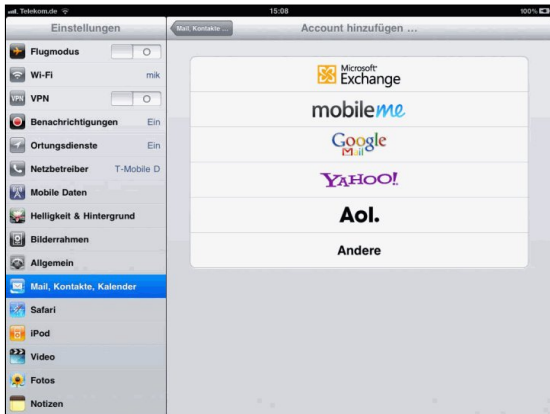 Telekom.de
15:08
100%
Einstellungen
Mail, Kontakte ...
Account hinzufügen ...
Flugmodus
Wi-Fi mik
VPN VPN
Benachrichtigungen Ein
Ortungsdienste Ein
Netzbetreiber T-Mobile D
Mobile Daten
Helligkeit & Hintergrund
Bilderrahmen
Allgemein
Mail, Kontakte, Kalender
Safari
iPod
Video
Fotos
Notizen
Microsoft
Exchange
mobileme
Google
Mail
YAHOO!
Aol.
Andere